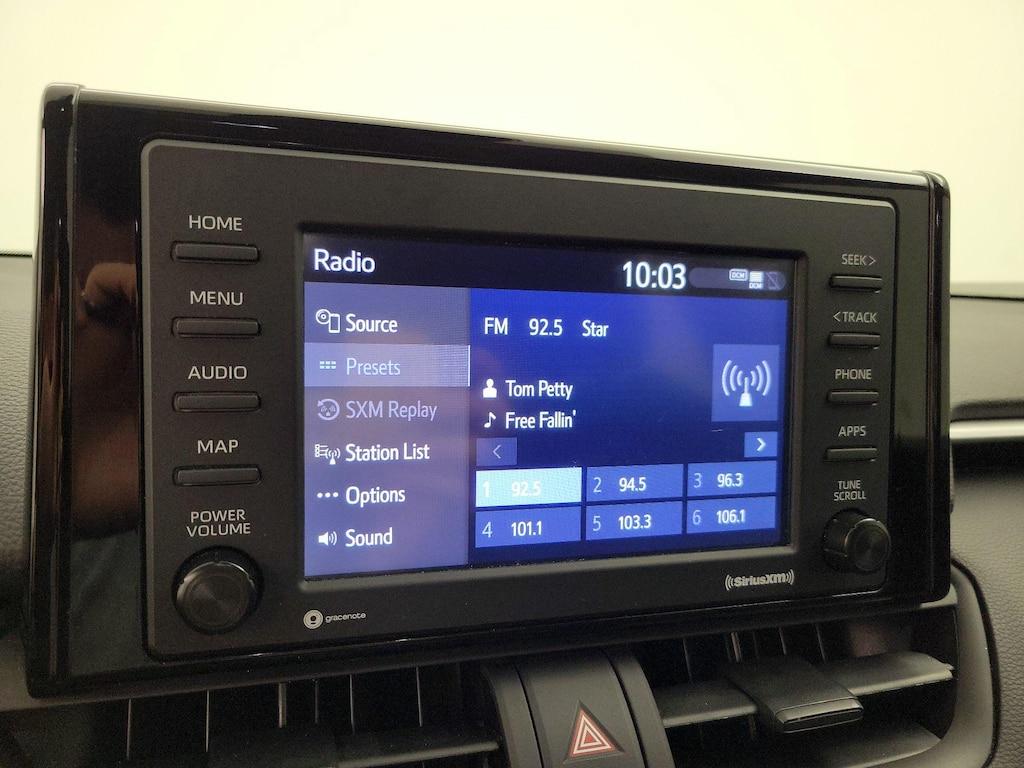 HOME
MENU
AUDIO
MAP
POWER
VOLUME
Radio
10:03
DCM
DCM
Source
Presets
SXM Replay
Station List
Options
Sound
FM 92.5 Star
Tom Petty
Free Fallin'
<
>
1 92.5
2 94.5
3 96.3
4 101.1
5 103.3
6 106.1
SEEK>
<TRACK
PHONE
APPS
TUNE
SCROLL
gracenote
((SiriusXM))